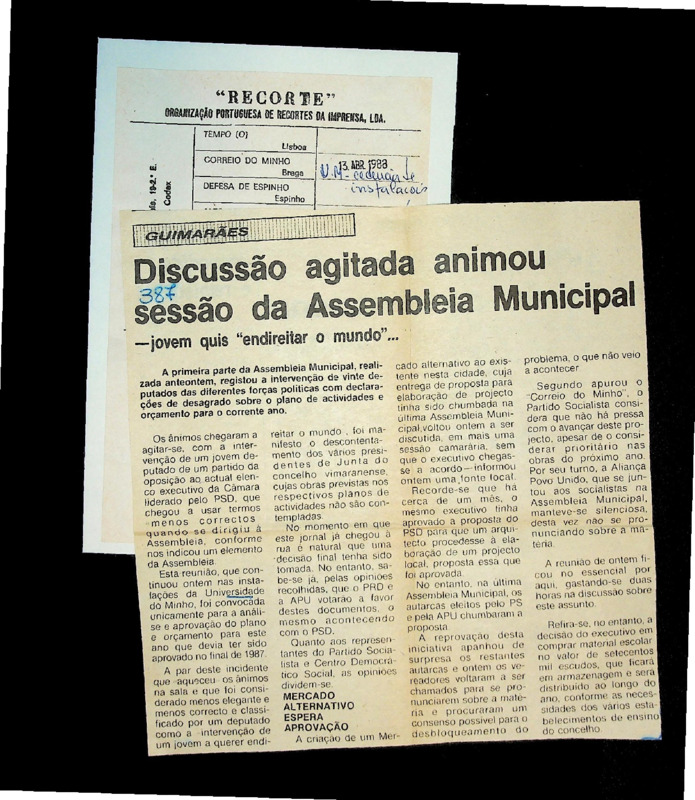 "RECORTE"
ORGANIZAÇÃO PORTUGUESA DE RECORTES DA IMPRENSA, LDA.
TEMPO (O)
Lisboa
CORREIO DO MINHO
Braga
DEFESA DE ESPINHO
Espinho
19-2.º E.
Codex
13 ABR 1988
U.M. - cedência de
instalações
GUIMARÃES
Discussão agitada animou
387
sessão da Assembleia Municipal
—jovem quis "endireitar o mundo"...
A primeira parte da Assembleia Municipal, reali-
zada anteontem, registou a intervenção de vinte de-
putados das diferentes forças políticas com declara-
ções de desagrado sobre o plano de actividades e
orçamento para o corrente ano.
Os ânimos chegaram a
agitar-se, com a inter-
venção de um jovem de-
putado de um partido da
oposição ao actual elen-
co executivo da Câmara
liderado pelo PSD, que
chegou a usar termos
menos correctos
quando se dirigiu à
Assembleia, conforme
nos indicou um elemento
da Assembleia.
Esta reunião, que con-
tinuou ontem nas insta-
lações da Universidade
do Minho, foi convocada
unicamente para a análi-
se e aprovação do plano
e orçamento para este
ano que devia ter sido
aprovado no final de 1987.
A par deste incidente
que «aqueceu» os ânimos
na sala e que foi consi-
derado menos elegante e
menos correcto e classi-
ficado por um deputado
como a «intervenção de
um jovem a querer endi-
reitar o mundo», foi ma-
nifesto o descontenta-
mento dos vários presi-
dentes de Junta do
concelho vimaranense,
cujas obras previstas nos
respectivos planos de
actividades não são con-
templadas.
No momento em que
este jornal já chegou à
rua é natural que uma
decisão final tenha sido
tomada. No entanto, sa-
be-se já, pelas opiniões
recolhidas, que o PRD e
a APU votarão a favor
destes documentos, o
mesmo acontecendo
com o PSD.
Quanto aos represen-
tantes do Partido Socia-
lista e Centro Democrá-
tico Social, as opiniões
dividem-se.
MERCADO
ALTERNATIVO
ESPERA
APROVAÇÃO
A criação de um Mer-
cado alternativo ao exis-
tente nesta cidade, cuja
entrega de proposta para
elaboração de projecto
tinha sido chumbada na
última Assembleia Muni-
cipal, voltou ontem a ser
discutida, em mais uma
sessão camarária, sem
que o executivo chegas-
se a acordo — informou
ontem uma fonte local.
Recorde-se que há
cerca de um mês, o
mesmo executivo tinha
aprovado a proposta do
PSD para que um arqui-
tecto procedesse à ela-
boração de um projecto
local, proposta essa que
foi aprovada.
No entanto, na última
Assembleia Municipal, os
autarcas eleitos pelo PS
e pela APU chumbaram a
proposta.
A reprovação desta
iniciativa apanhou de
surpresa os restantes
autarcas e ontem os ve-
readores voltaram a ser
chamados para se pro-
nunciarem sobre a maté-
ria e procuraram um
consenso possível para o
desbloqueamento do
problema, o que não veio
a acontecer
Segundo apurou o
"Correio do Minho", o
Partido Socialista consi-
dera que não há pressa
com o avançar deste pro-
jecto, apesar de o consi-
derar prioritário nas
obras do próximo ano.
Por seu turno, a Aliança
Povo Unido, que se jun-
tou aos socialistas na
Assembleia Municipal,
manteve-se silenciosa,
desta vez não se pro-
nunciando sobre a ma-
téria.
A reunião de ontem fi-
cou no essencial por
aqui, gastando-se duas
horas na discussão sobre
este assunto.
Refira-se, no entanto, a
decisão do executivo em
comprar material escolar
no valor de setecentos
mil escudos, que ficará
em armazenagem e será
distribuído ao longo do
ano, conforme as neces-
sidades dos vários esta-
belecimentos de ensino
do concelho